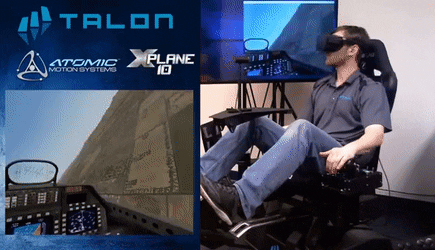 TALON
ATOMIC
MOTION SYSTEMS
X PLANE
10